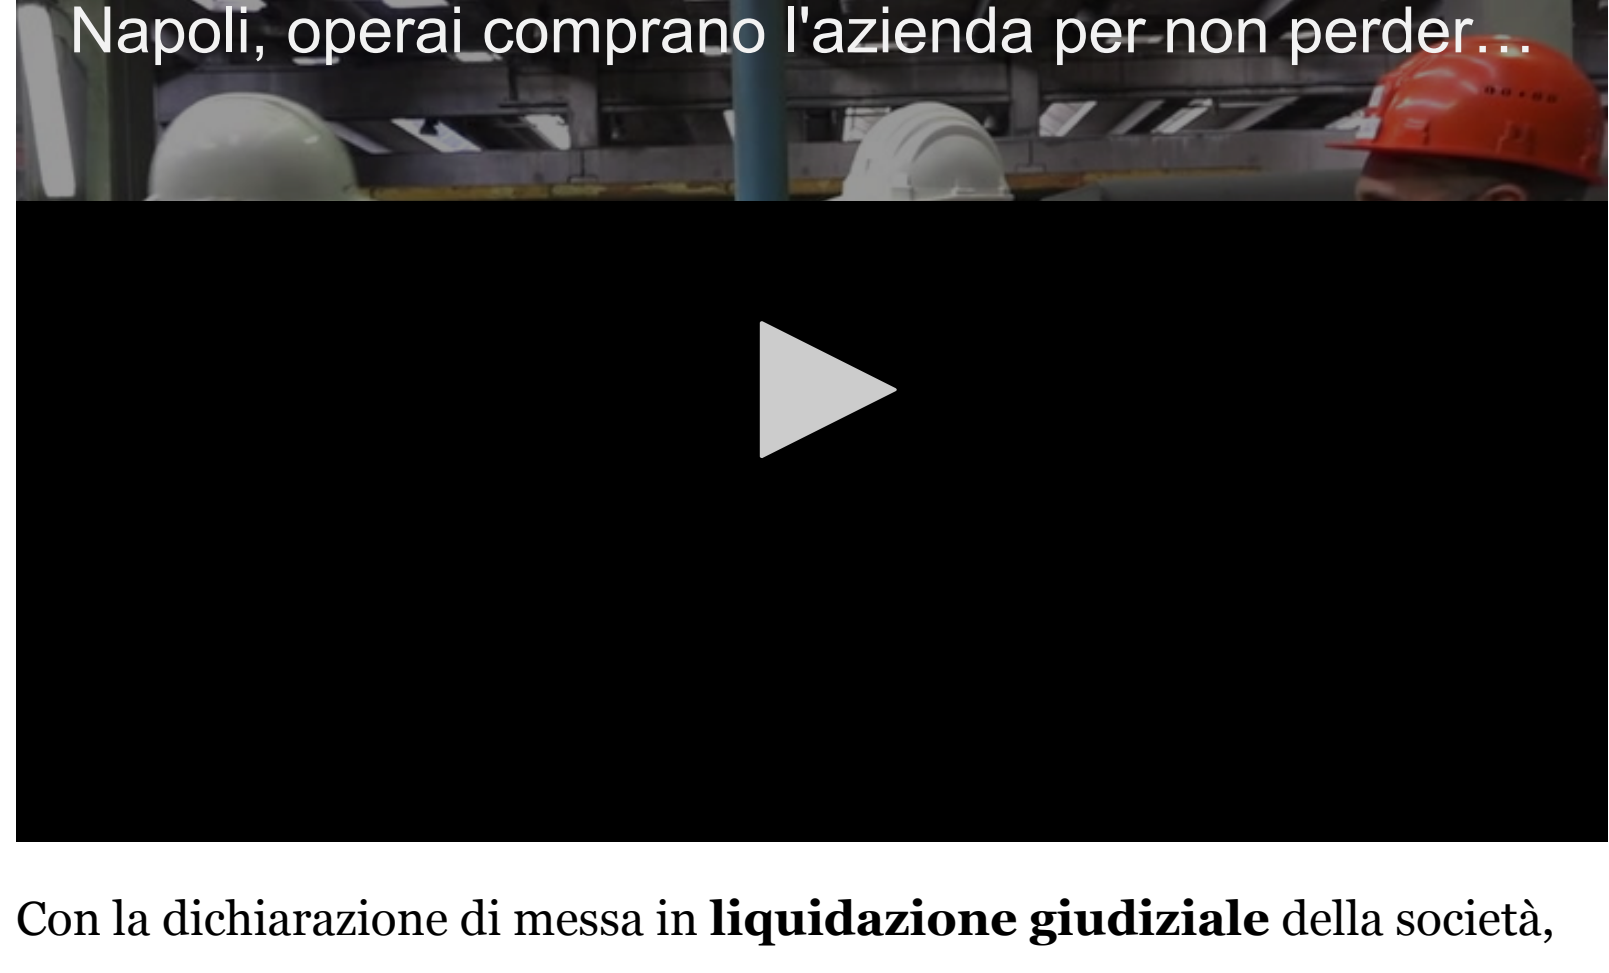 Napoli, operai comprano l'azienda per non perder...
Con la dichiarazione di messa in liquidazione giudiziale della società,